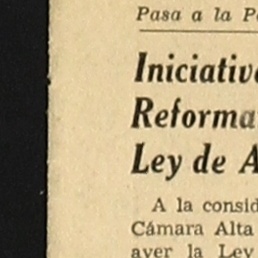 Pasa a la P
Iniciativ
Reforma
Ley de A
A la consid
Cámara Alta
ayer la Ley